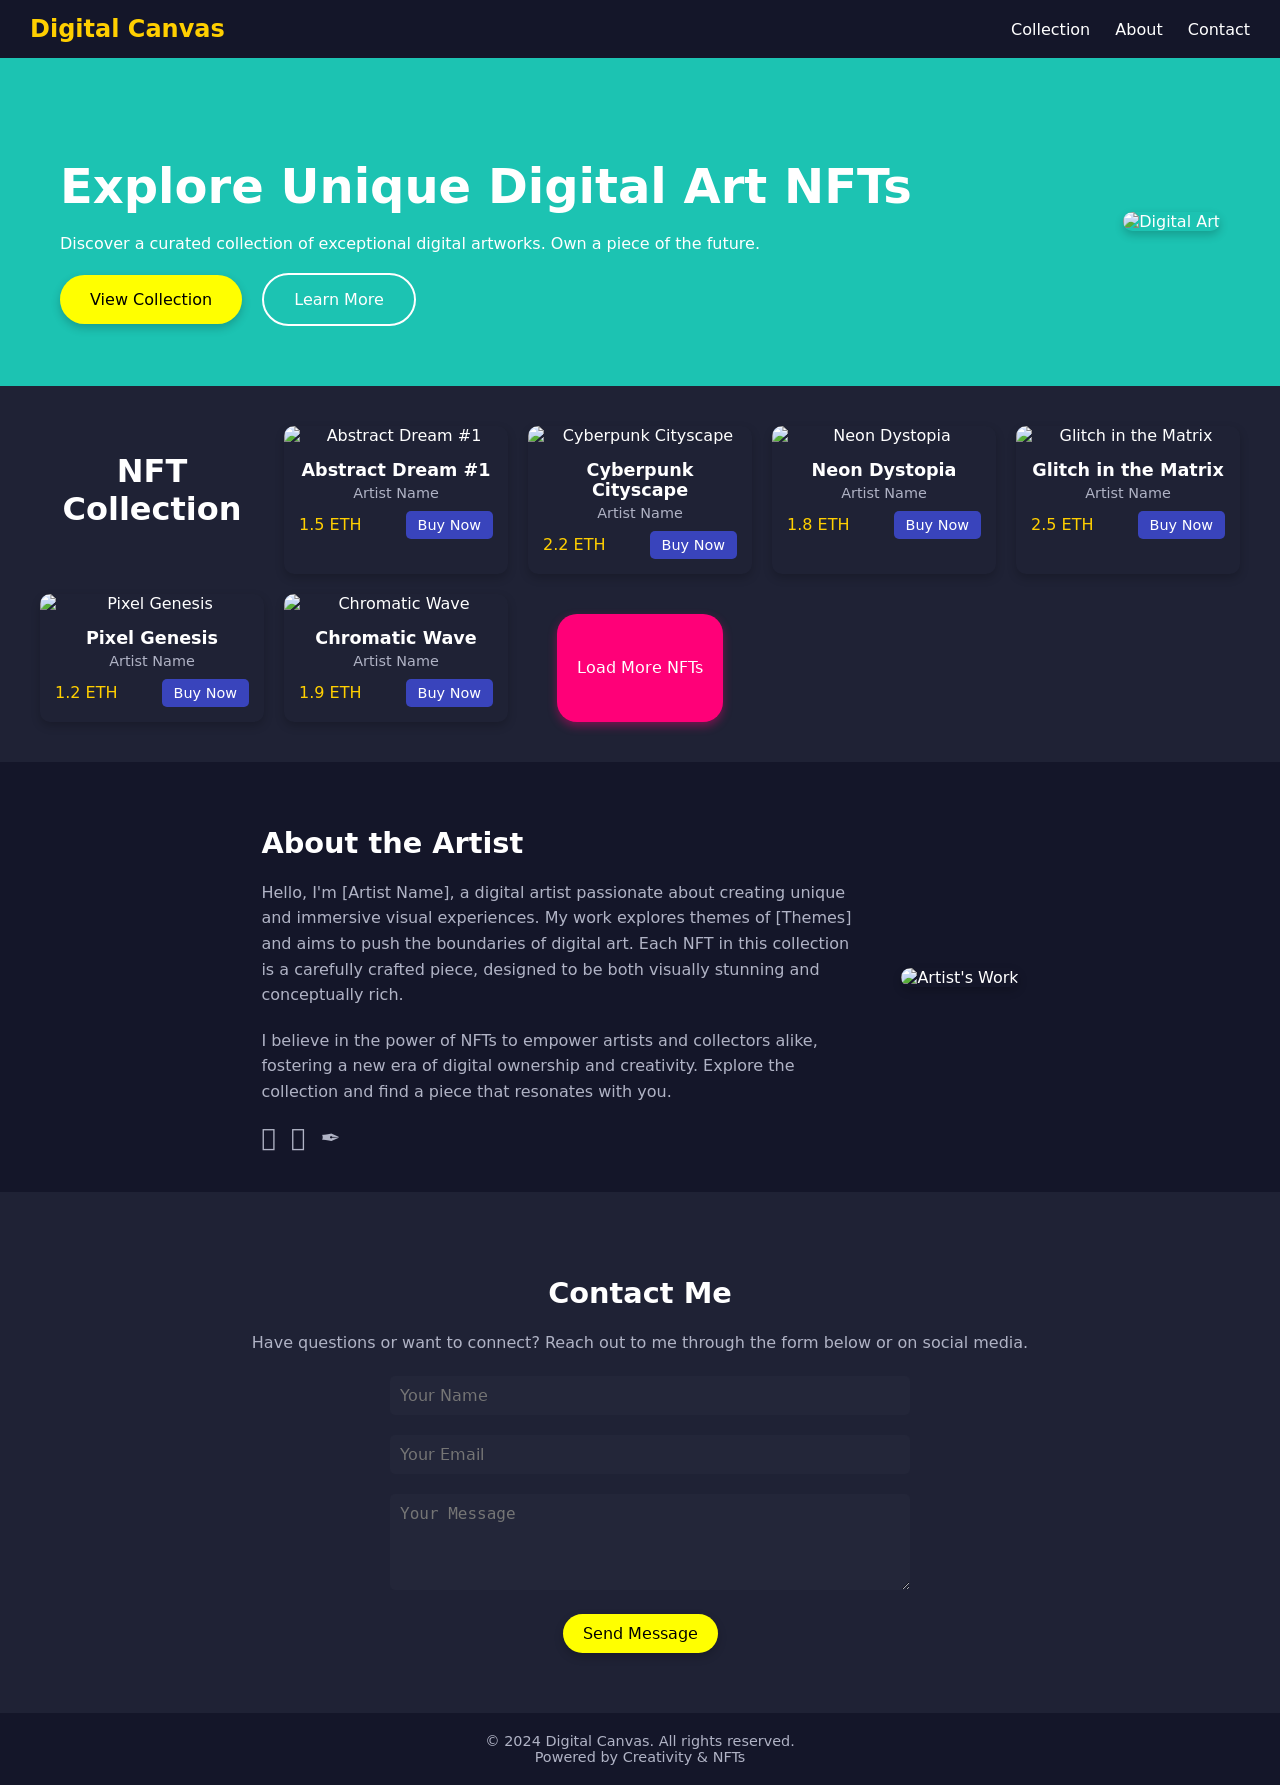 Digital Canvas
Collection
About
Contact
Explore Unique Digital Art NFTs
Digital Art
Discover a curated collection of exceptional digital artworks. Own a piece of the future.
View Collection
Learn More
NFT
Collection
Abstract Dream #1
Abstract Dream #1
Artist Name
1.5 ETH
Buy Now
Cyberpunk Cityscape
Cyberpunk
Cityscape
Artist Name
2.2 ETH
Buy Now
Neon Dystopia
Neon Dystopia
Artist Name
1.8 ETH
Buy Now
Glitch in the Matrix
Glitch in the Matrix
Artist Name
2.5 ETH
Buy Now
Pixel Genesis
Pixel Genesis
Artist Name
1.2 ETH
Buy Now
Chromatic Wave
Chromatic Wave
Artist Name
1.9 ETH
Buy Now
Load More NFTs
About the Artist
Hello, I'm [Artist Name], a digital artist passionate about creating unique
and immersive visual experiences. My work explores themes of [Themes]
and aims to push the boundaries of digital art. Each NFT in this collection
is a carefully crafted piece, designed to be both visually stunning and
conceptually rich.
I believe in the power of NFTs to empower artists and collectors alike,
fostering a new era of digital ownership and creativity. Explore the
collection and find a piece that resonates with you.
Artist's Work
Contact Me
Have questions or want to connect? Reach out to me through the form below or on social media.
Your Name
Your Email
Your Message
Send Message
© 2024 Digital Canvas. All rights reserved.
Powered by Creativity & NFTs